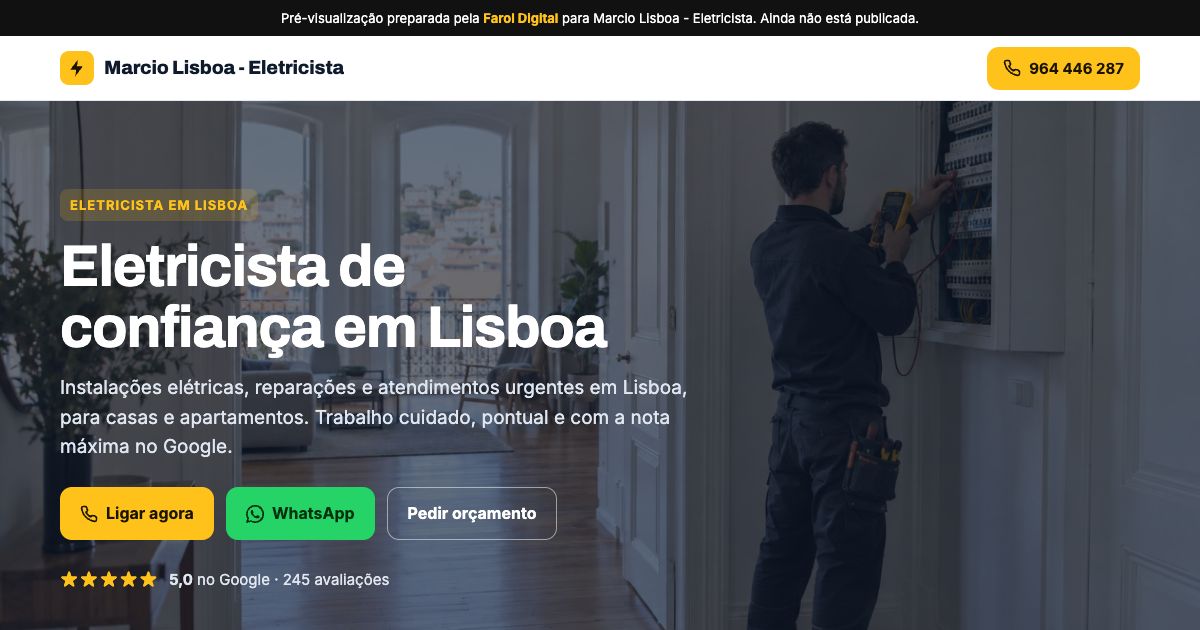 Pré-visualização preparada pela Farol Digital para Marcio Lisboa - Eletricista. Ainda não está publicada.
Marcio Lisboa - Eletricista
964 446 287
ELETRICISTA EM LISBOA
Eletricista de
confiança em Lisboa
Instalações elétricas, reparações e atendimentos urgentes em Lisboa,
para casas e apartamentos. Trabalho cuidado, pontual e com a nota
máxima no Google.
Ligar agora
WhatsApp
Pedir orçamento
5,0 no Google · 245 avaliações